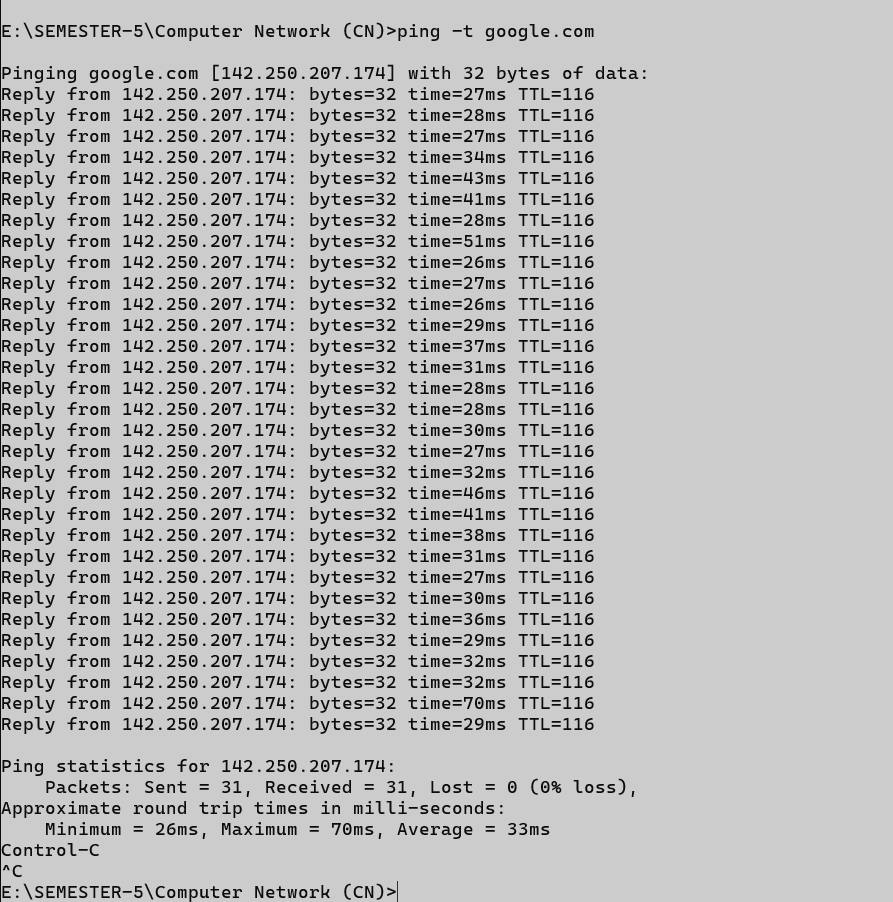 E:\SEMESTER-5\Computer Network (CN)>ping -t google.com
Pinging google.com [142.250.207.174] with 32 bytes of data:
Reply from 142.250.207.174: bytes=32 time=27ms TTL=116
Reply from 142.250.207.174: bytes=32 time=28ms TTL=116
Reply from 142.250.207.174: bytes=32 time=27ms TTL=116
Reply from 142.250.207.174: bytes=32 time=34ms TTL=116
Reply from 142.250.207.174: bytes=32 time=43ms TTL=116
Reply from 142.250.207.174: bytes=32 time=41ms TTL=116
Reply from 142.250.207.174: bytes=32 time=28ms TTL=116
Reply from 142.250.207.174: bytes=32 time=51ms TTL=116
Reply from 142.250.207.174: bytes=32 time=26ms TTL=116
Reply from 142.250.207.174: bytes=32 time=27ms TTL=116
Reply from 142.250.207.174: bytes=32 time=26ms TTL=116
Reply from 142.250.207.174: bytes=32 time=29ms TTL=116
Reply from 142.250.207.174: bytes=32 time=37ms TTL=116
Reply from 142.250.207.174: bytes=32 time=31ms TTL=116
Reply from 142.250.207.174: bytes=32 time=28ms TTL=116
Reply from 142.250.207.174: bytes=32 time=28ms TTL=116
Reply from 142.250.207.174: bytes=32 time=30ms TTL=116
Reply from 142.250.207.174: bytes=32 time=27ms TTL=116
Reply from 142.250.207.174: bytes=32 time=32ms TTL=116
Reply from 142.250.207.174: bytes=32 time=46ms TTL=116
Reply from 142.250.207.174: bytes=32 time=41ms TTL=116
Reply from 142.250.207.174: bytes=32 time=38ms TTL=116
Reply from 142.250.207.174: bytes=32 time=31ms TTL=116
Reply from 142.250.207.174: bytes=32 time=27ms TTL=116
Reply from 142.250.207.174: bytes=32 time=30ms TTL=116
Reply from 142.250.207.174: bytes=32 time=36ms TTL=116
Reply from 142.250.207.174: bytes=32 time=29ms TTL=116
Reply from 142.250.207.174: bytes=32 time=32ms TTL=116
Reply from 142.250.207.174: bytes=32 time=32ms TTL=116
Reply from 142.250.207.174: bytes=32 time=70ms TTL=116
Reply from 142.250.207.174: bytes=32 time=29ms TTL=116
Ping statistics for 142.250.207.174:
    Packets: Sent = 31, Received = 31, Lost = 0 (0% loss),
Approximate round trip times in milli-seconds:
    Minimum = 26ms, Maximum = 70ms, Average = 33ms
Control-C
^C
E:\SEMESTER-5\Computer Network (CN)>